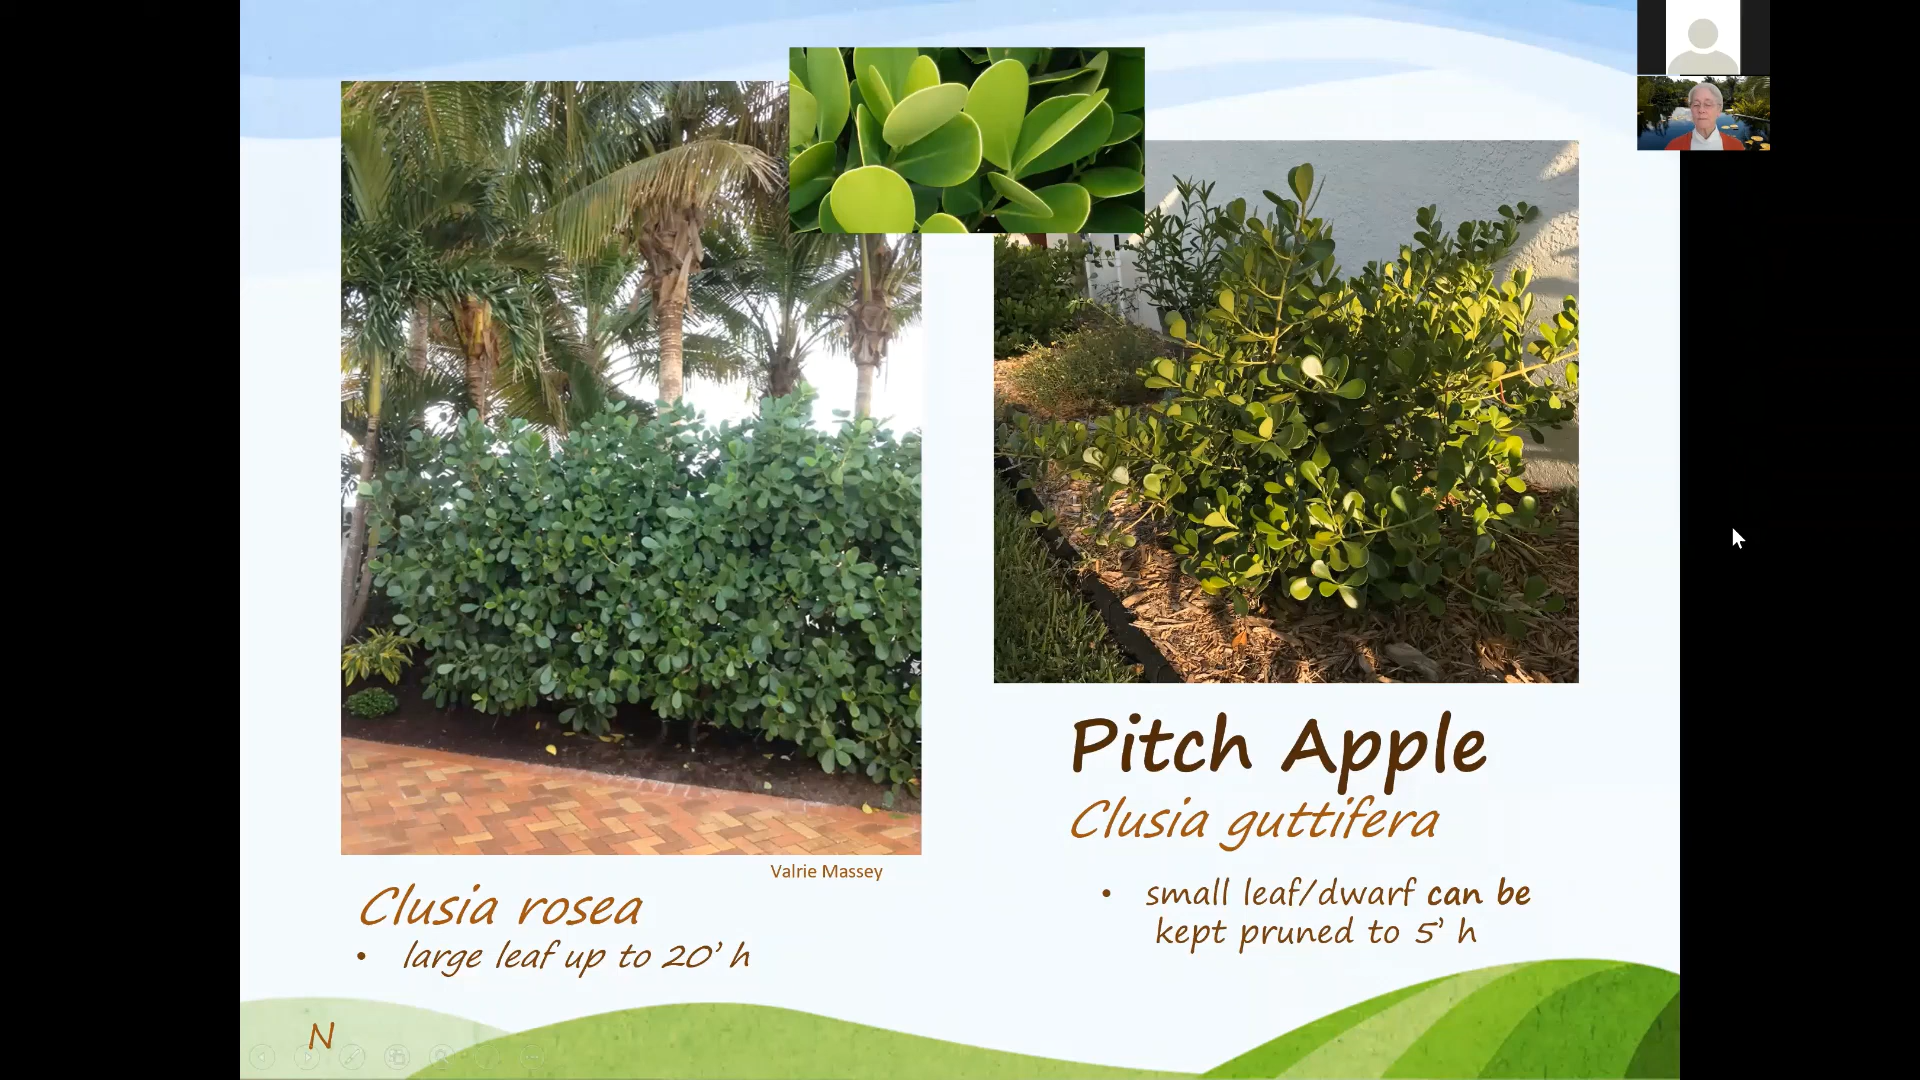 Valrie Massey
Clusia rosea
• large leaf up to 20' h
Pitch Apple
Clusia guttifera
• small leaf/dwarf can be
kept pruned to 5' h
N